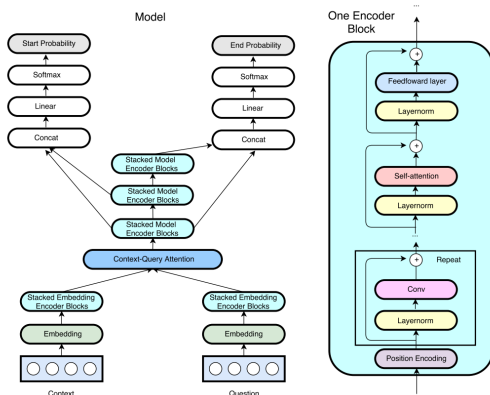 Model
One Encoder
Block
...
Start Probability
End Probability
Softmax
Softmax
Linear
Linear
Concat
Concat
Stacked Model
Encoder Blocks
Stacked Model
Encoder Blocks
Stacked Model
Encoder Blocks
Context-Query Attention
Stacked Embedding
Encoder Blocks
Stacked Embedding
Encoder Blocks
Embedding
Embedding
Context
Question
+
Feedfoward layer
Layernorm
+
Self-attention
Layernorm
...
...
+
Repeat
Conv
Layernorm
Position Encoding
...